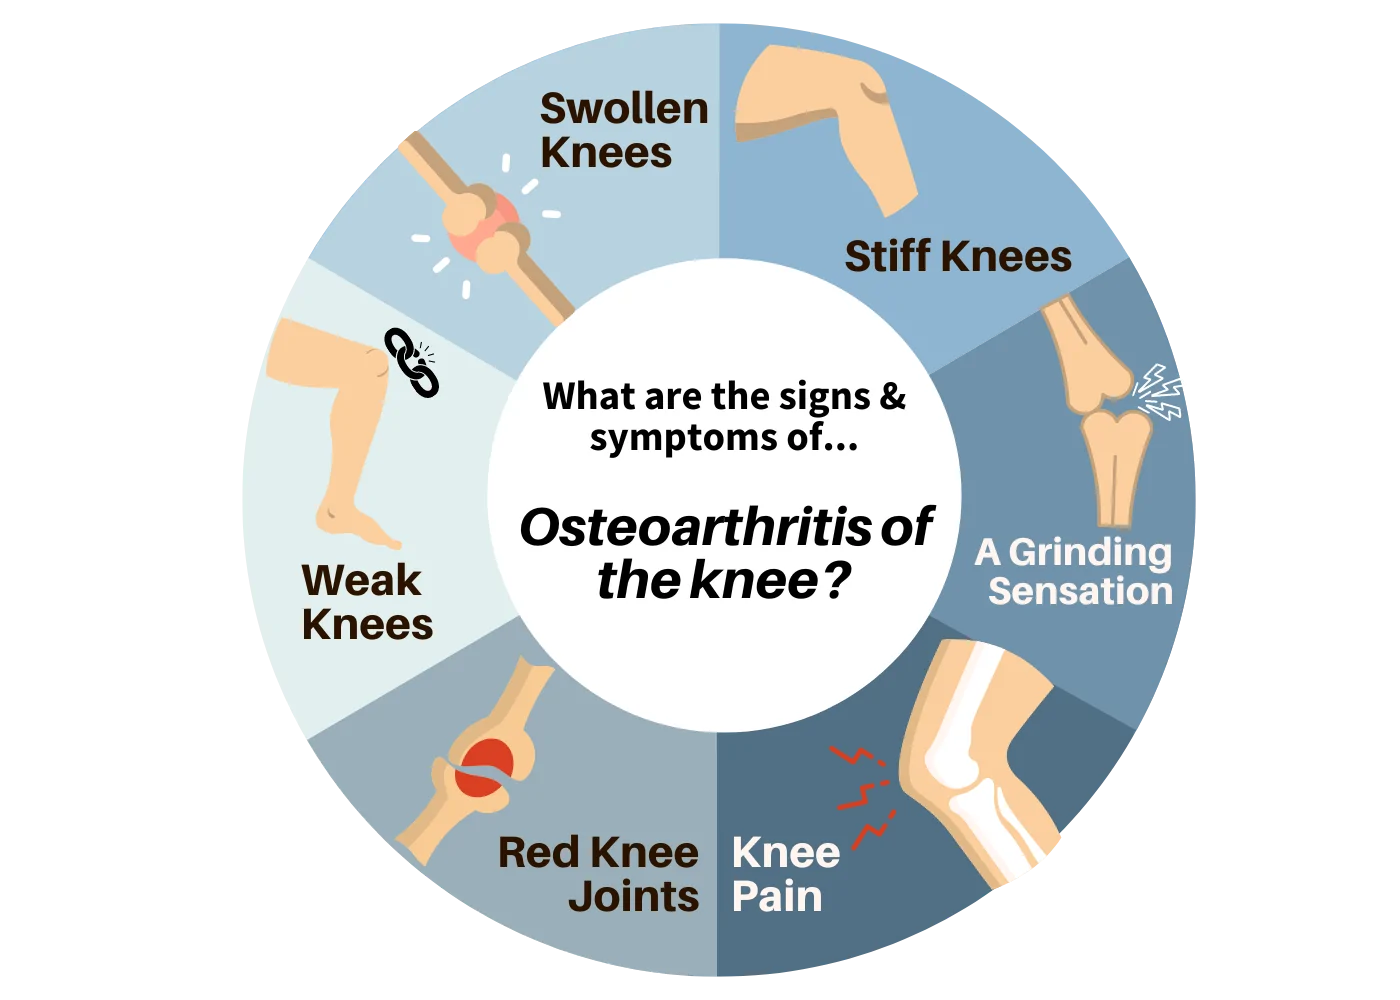 What are the signs &
symptoms of...
Osteoarthritis of
the knee?
Stiff Knees
A Grinding
Sensation
Knee
Pain
Red Knee
Joints
Weak
Knees
Swollen
Knees